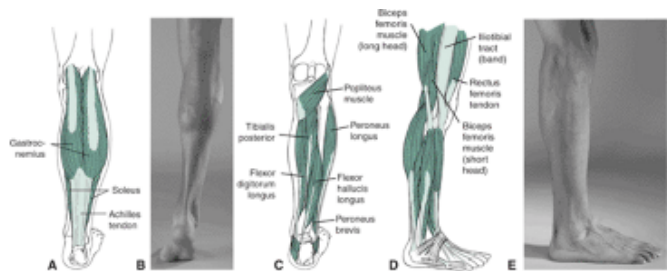 Gastroc-
nemius
Soleus
Achilles
tendon
A
B
Popliteus
muscle
Tibialis
posterior
Peroneus
longus
Flexor
digitorum
longus
Flexor
hallucis
longus
Peroneus
brevis
C
Biceps
femoris
muscle
(long head)
Iliotibial
tract
(band)
Rectus
femoris
tendon
Biceps
femoris
muscle
(short
head)
D
E